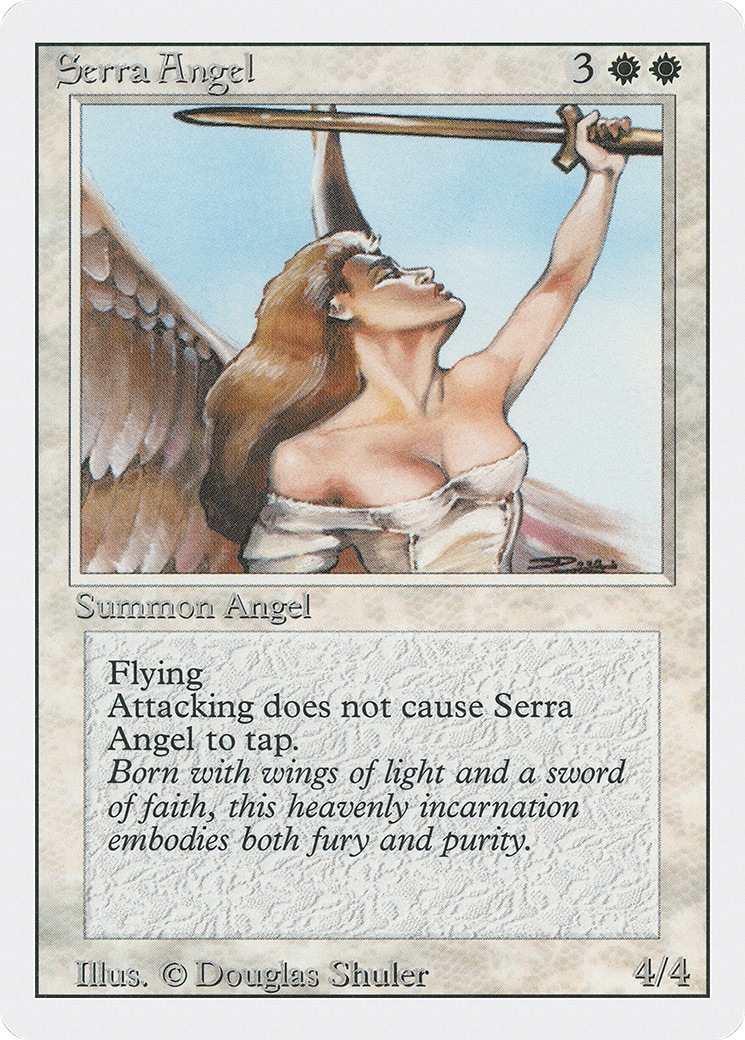 Serra Angel 3
Summon Angel
Flying
Attacking does not cause Serra
Angel to tap.
Born with wings of light and a sword
of faith, this heavenly incarnation
embodies both fury and purity.
Illus. © Douglas Shuler 4/4